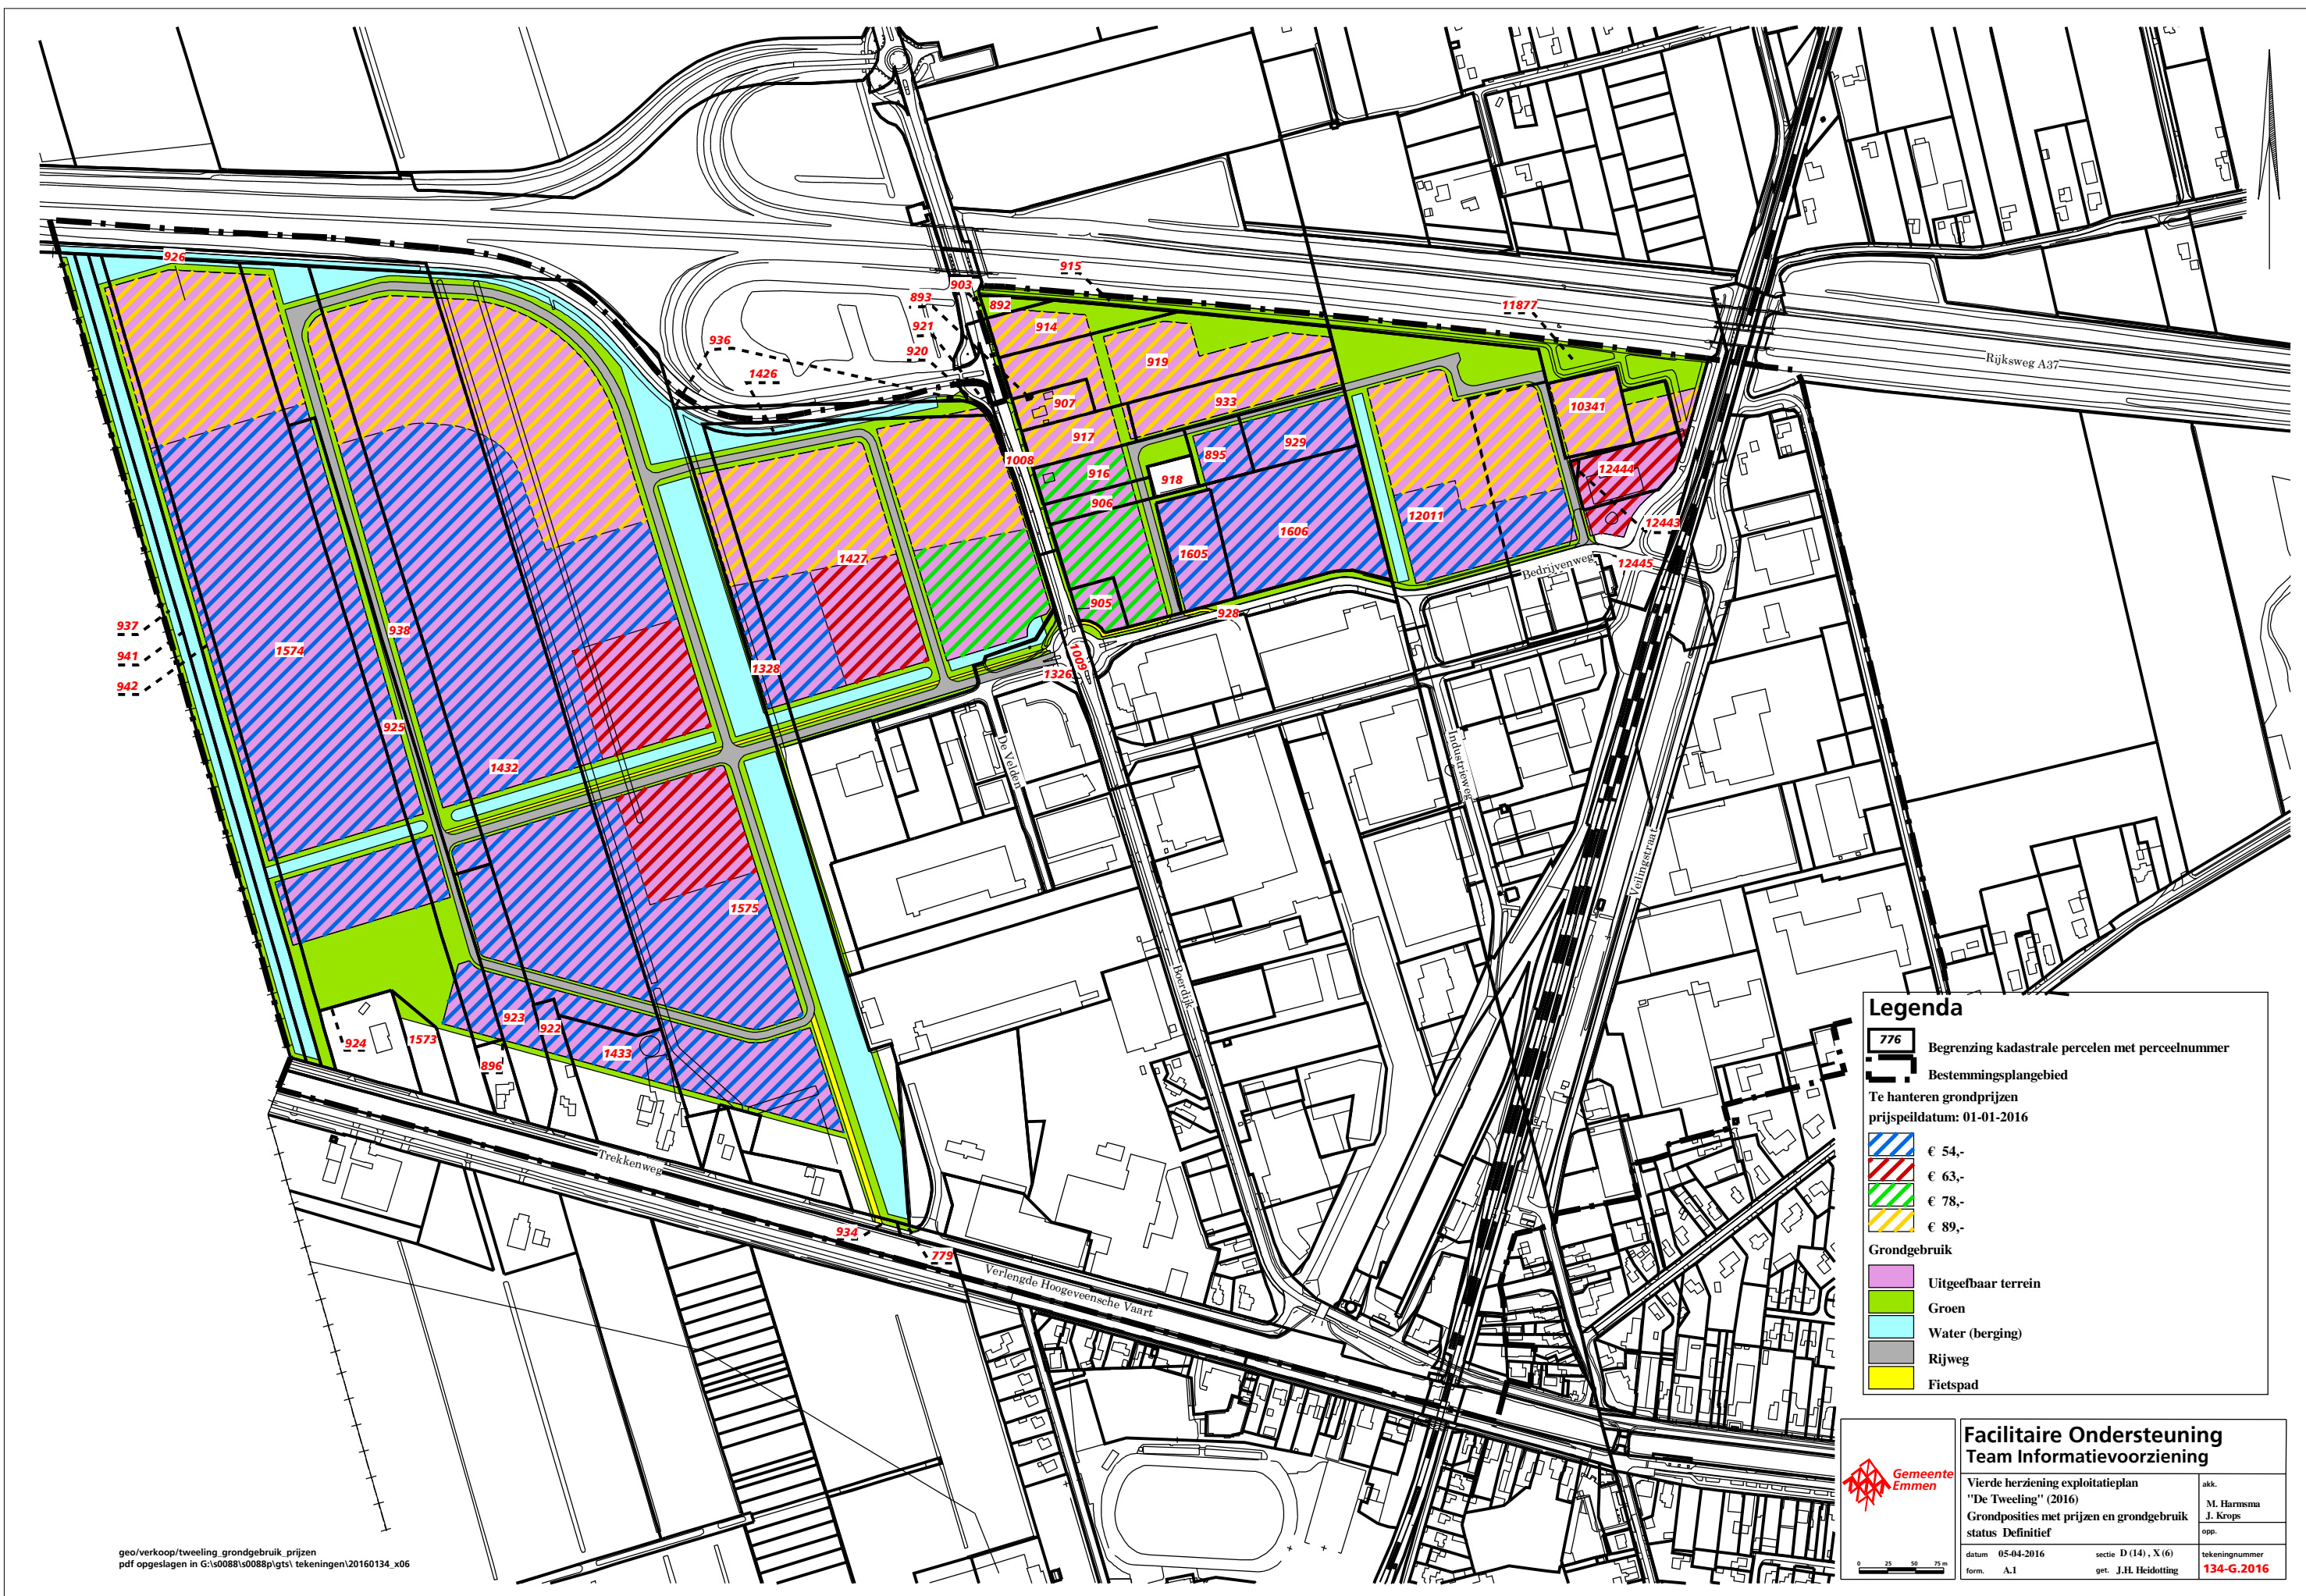 926
915
903
893
892
11877
921
914
936
920
919
Rijksweg A37
1426
907
933
10341
917
929
1008
895
916
918
12444
906
12011
12443
1606
1605
1427
12445
Bedrijvenweg
905
928
937
938
941
1574
1009
942
1328
1326
925
De Velden
Industrieweg
1432
Veilingstraat
1575
Boerdijk
923
922
924
1573
1433
896
Trekkenweg
934
779
Verlengde Hoogeveensche Vaart
Legenda
776
Begrenzing kadastrale percelen met perceelnummer
Bestemmingsplangebied
Te hanteren grondprijzen
prijspeildatum: 01-01-2016
€ 54,-
€ 63,-
€ 78,-
€ 89,-
Grondgebruik
Uitgeefbaar terrein
Groen
Water (berging)
Rijweg
Fietspad
Gemeente
Emmen
0 25 50 75 m
Facilitaire Ondersteuning
Team Informatievoorziening
Vierde herziening exploitatieplan
"De Tweeling" (2016)
Grondposities met prijzen en grondgebruik
status Definitief
akk.
M. Harmsma
J. Krops
opp.
datum 05-04-2016
sectie D (14) , X (6)
tekeningnummer
form. A.1
get. J.H. Heidotting
134-G.2016
geo/verkoop/tweeling_grondgebruik_prijzen
pdf opgeslagen in G:\s0088\s0088p\gts\ tekeningen\20160134_x06